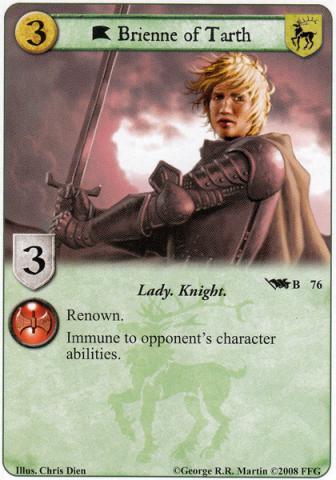 3 Brienne of Tarth
3
Lady. Knight.
B 76
Renown.
Immune to opponent's character
abilities.
Illus. Chris Dien ©George R.R. Martin ©2008 FFG